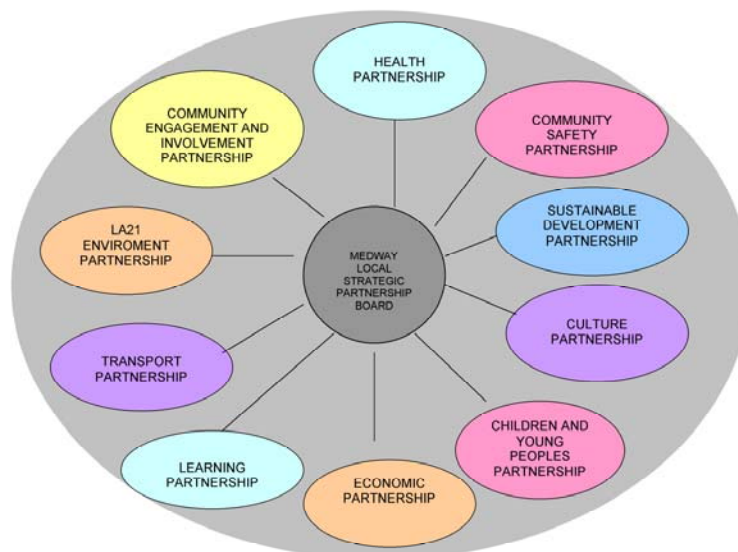 HEALTH
PARTNERSHIP
COMMUNITY
ENGAGEMENT AND
INVOLVEMENT
PARTNERSHIP
COMMUNITY
SAFETY
PARTNERSHIP
LA21
ENVIROMENT
PARTNERSHIP
SUSTAINABLE
DEVELOPMENT
PARTNERSHIP
MEDWAY
LOCAL
STRATEGIC
PARTNERSHIP
BOARD
CULTURE
PARTNERSHIP
TRANSPORT
PARTNERSHIP
CHILDREN AND
YOUNG
PEOPLES
PARTNERSHIP
LEARNING
PARTNERSHIP
ECONOMIC
PARTNERSHIP